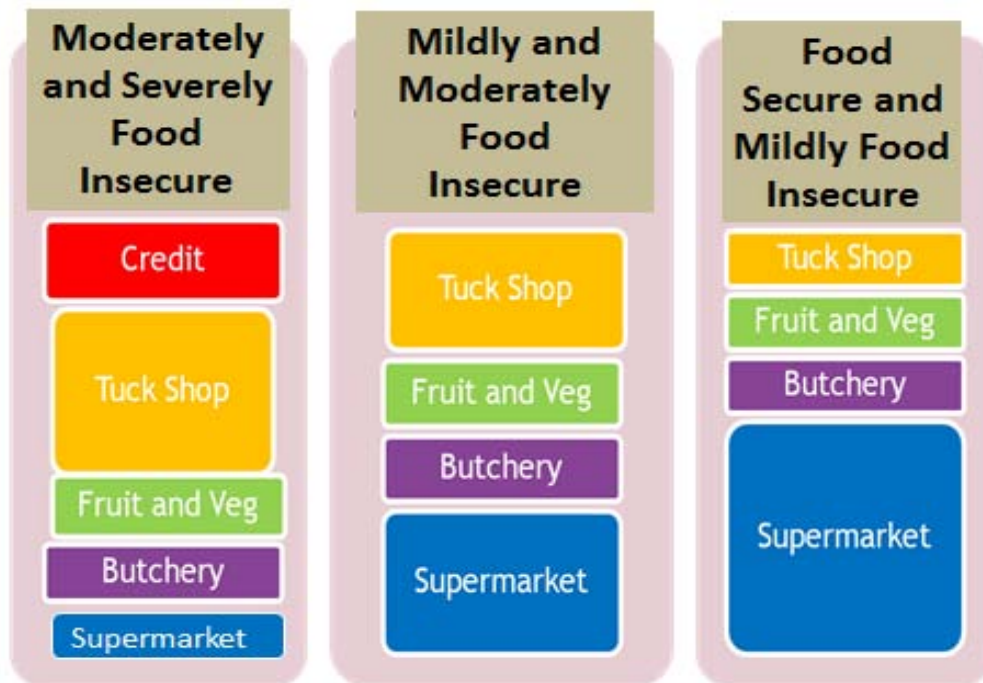 Moderately
and Severely
Food
Insecure
Credit
Tuck Shop
Fruit and Veg
Butchery
Supermarket
Mildly and
Moderately
Food
Insecure
Tuck Shop
Fruit and Veg
Butchery
Supermarket
Food
Secure and
Mildly Food
Insecure
Tuck Shop
Fruit and Veg
Butchery
Supermarket